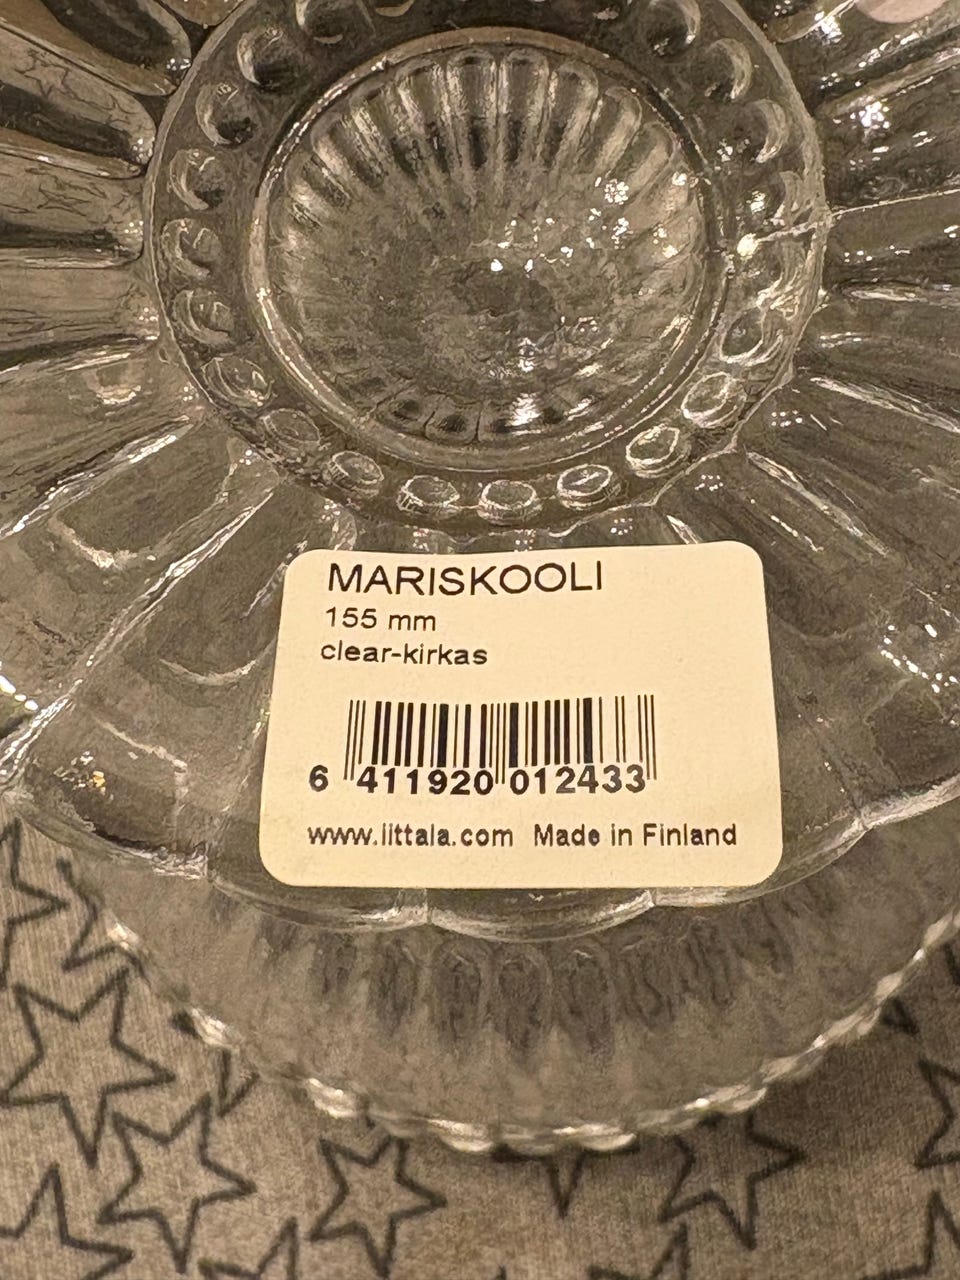 MARISKOOLI
155 mm
clear-kirkas
6 411920 012433
www.iittala.com Made in Finland